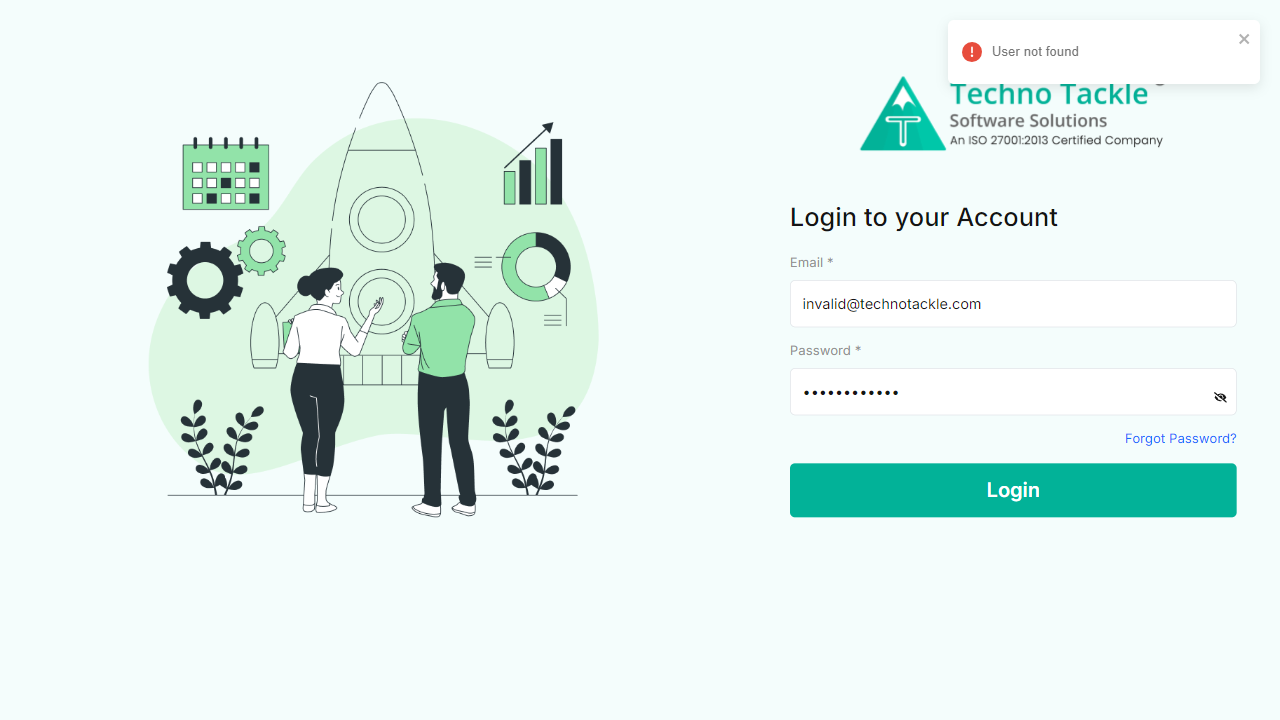 User not found
Techno Tackle
Software Solutions
An ISO 27001:2013 Certified Company
Login to your Account
Email *
invalid@technotackle.com
Password *
••••••••••••
Forgot Password?
Login